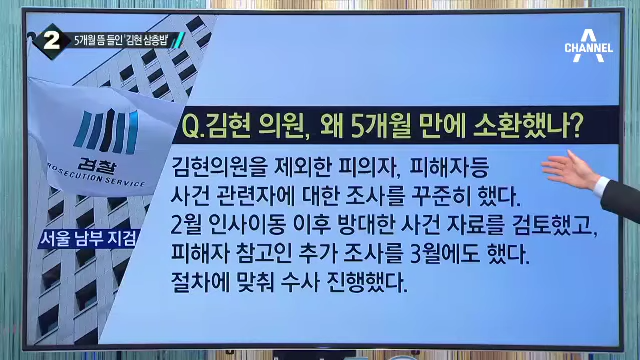 2 5개월 뜸 들인 '김현 삼층밥'
CHANNEL A
Q.김현 의원, 왜 5개월 만에 소환했나?
검찰
PROSECUTION SERVICE
김현의원을 제외한 피의자, 피해자등
사건 관련자에 대한 조사를 꾸준히 했다.
2월 인사이동 이후 방대한 사건 자료를 검토했고,
서울 남부 지검
피해자 참고인 추가 조사를 3월에도 했다.
절차에 맞춰 수사 진행했다.